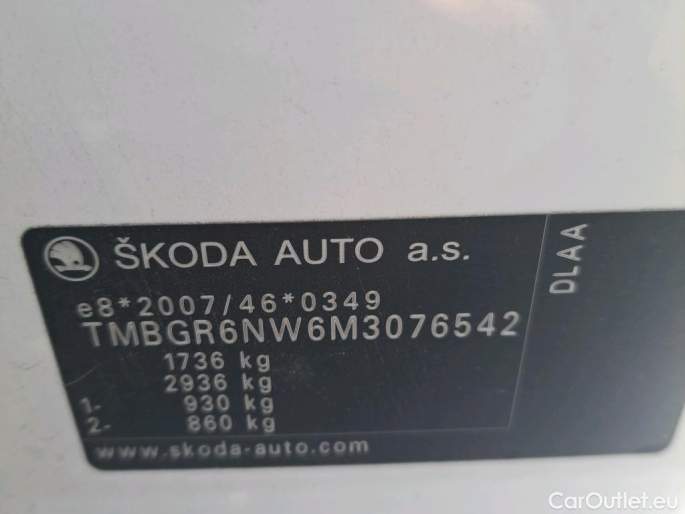 ŠKODA AUTO a.s.
e8*2007/46*0349
TMBGR6NW6M3076542
1736 kg
2936 kg
1- 930 kg
2- 860 kg
www.skoda-auto.com
DLAA
CarOutlet.eu